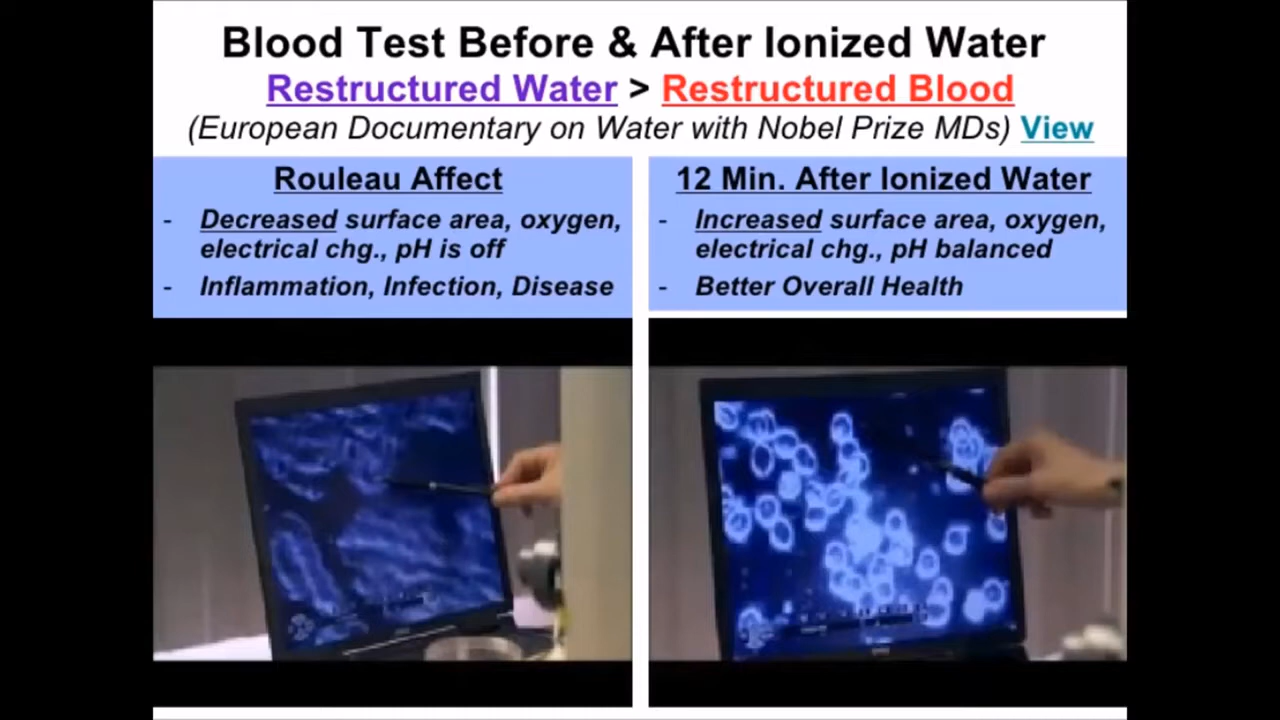 Blood Test Before & After Ionized Water
Restructured Water > Restructured Blood
(European Documentary on Water with Nobel Prize MDs) View
Rouleau Affect
- Decreased surface area, oxygen,
electrical chg., pH is off
- Inflammation, Infection, Disease
12 Min. After Ionized Water
- Increased surface area, oxygen,
electrical chg., pH balanced
- Better Overall Health